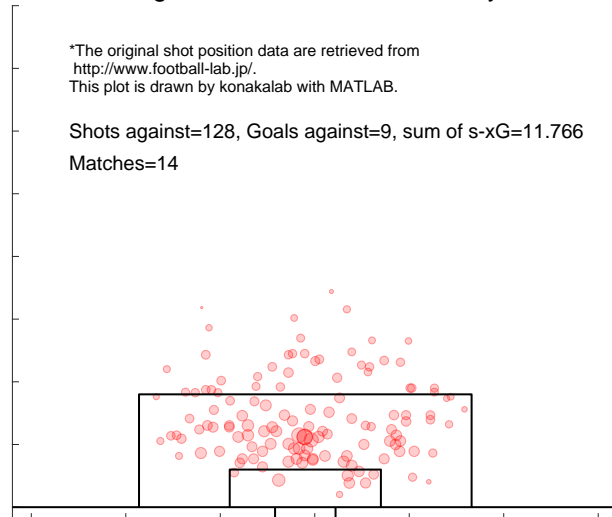 *The original shot position data are retrieved from
http://www.football-lab.jp/.
This plot is drawn by konakalab with MATLAB.
Shots against=128, Goals against=9, sum of s-xG=11.766
Matches=14